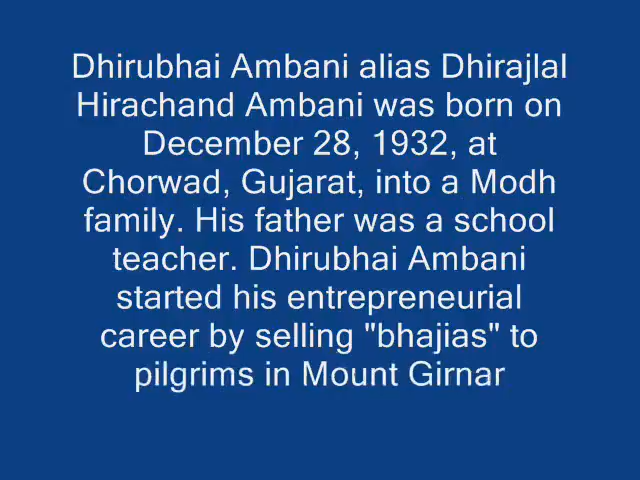 Dhirubhai Ambani alias Dhirajlal
Hirachand Ambani was born on
December 28, 1932, at
Chorwad, Gujarat, into a Modh
family. His father was a school
teacher. Dhirubhai Ambani
started his entrepreneurial
career by selling "bhajias" to
pilgrims in Mount Girnar